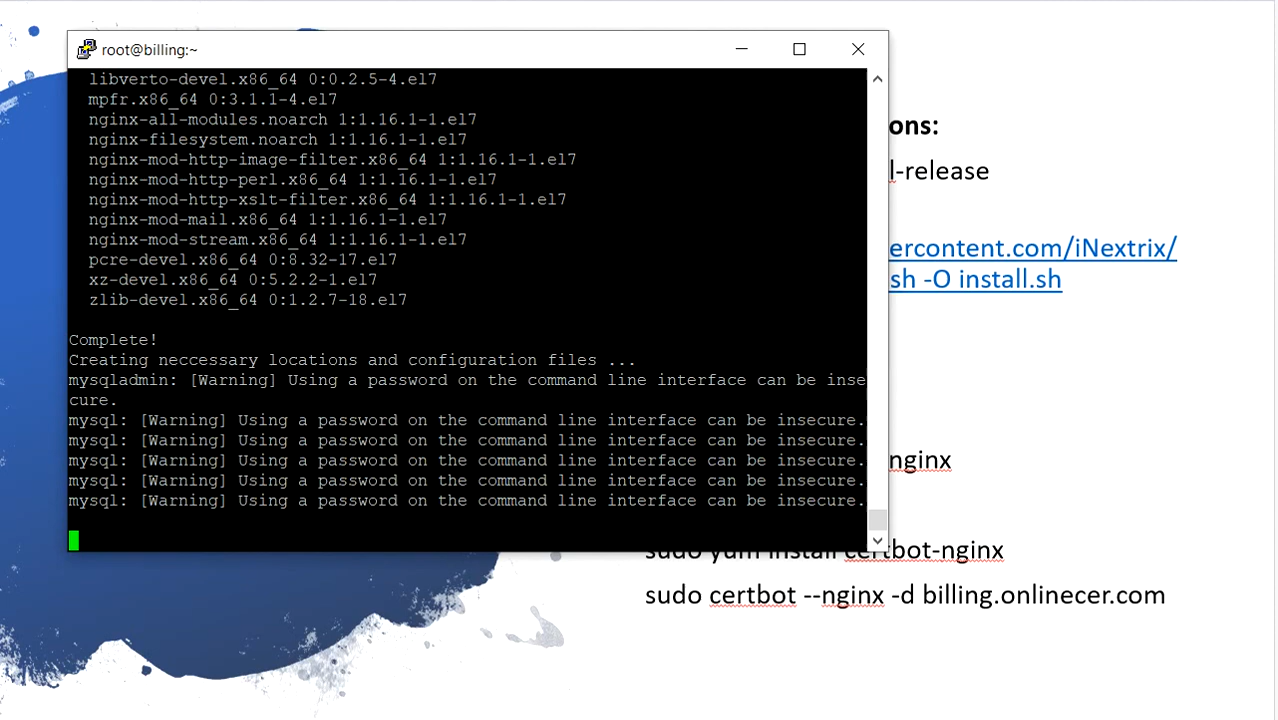 root@billing:~
libverto-devel.x86_64 0:0.2.5-4.el7
mpfr.x86_64 0:3.1.1-4.el7
nginx-all-modules.noarch 1:1.16.1-1.el7
nginx-filesystem.noarch 1:1.16.1-1.el7
nginx-mod-http-image-filter.x86_64 1:1.16.1-1.el7
nginx-mod-http-perl.x86_64 1:1.16.1-1.el7
nginx-mod-http-xslt-filter.x86_64 1:1.16.1-1.el7
nginx-mod-mail.x86_64 1:1.16.1-1.el7
nginx-mod-stream.x86_64 1:1.16.1-1.el7
pcre-devel.x86_64 0:8.32-17.el7
xz-devel.x86_64 0:5.2.2-1.el7
zlib-devel.x86_64 0:1.2.7-18.el7
Complete!
Creating neccessary locations and configuration files ...
mysqladmin: [Warning] Using a password on the command line interface can be inse
cure.
mysql: [Warning] Using a password on the command line interface can be insecure.
mysql: [Warning] Using a password on the command line interface can be insecure.
mysql: [Warning] Using a password on the command line interface can be insecure.
mysql: [Warning] Using a password on the command line interface can be insecure.
mysql: [Warning] Using a password on the command line interface can be insecure.
ons:
l-release
ercontent.com/iNextrix/
sh -O install.sh
nginx
sudo yum install certbot-nginx
sudo certbot --nginx -d billing.onlinecer.com